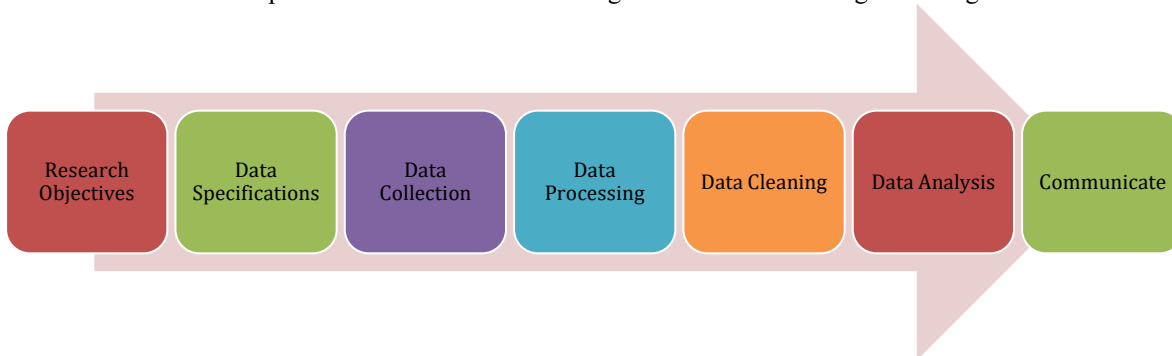 Research
Objectives
Data
Specifications
Data
Collection
Data
Processing
Data Cleaning
Data Analysis
Communicate